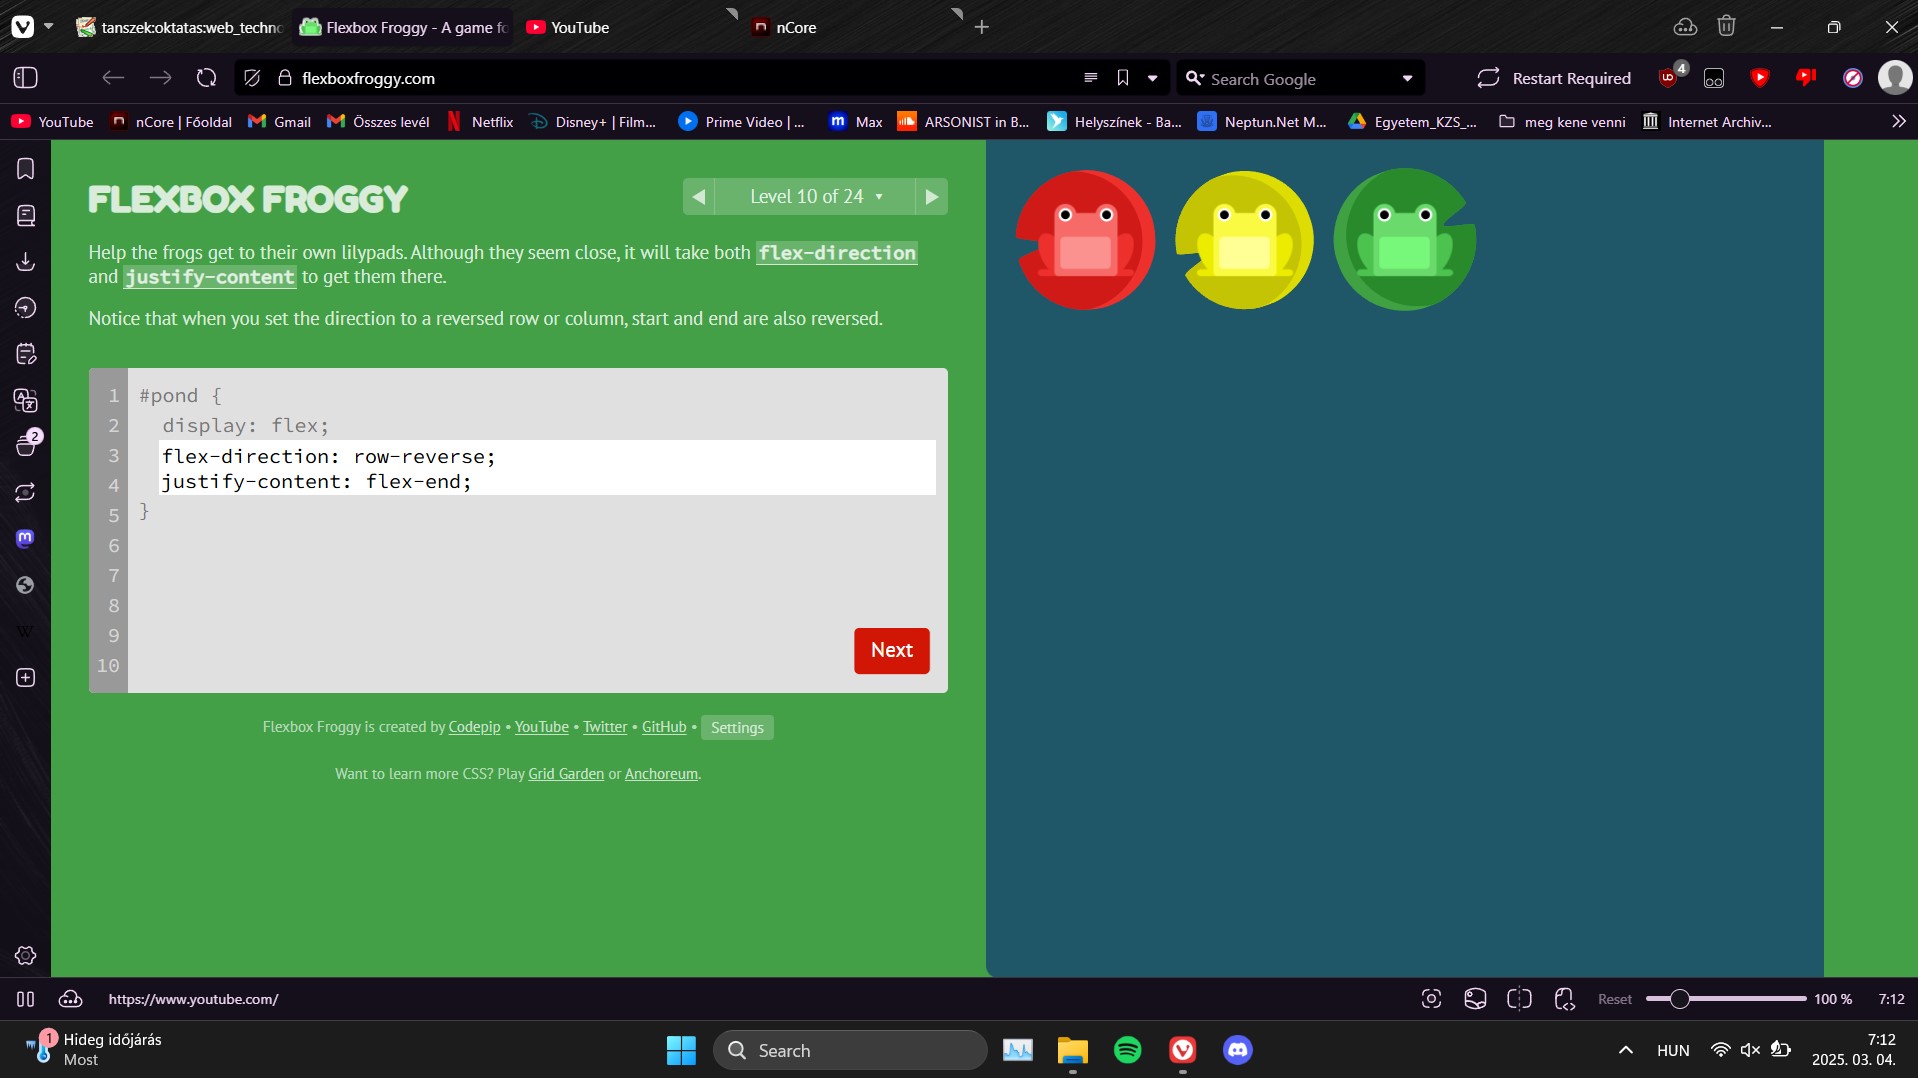 tanszek:oktatas:web_techno
Flexbox Froggy - A game fo
YouTube
nCore
flexboxfroggy.com
Search Google
Restart Required
4
YouTube
nCore | Főoldal
Gmail
Összes levél
Netflix
Disney+ | Film...
Prime Video | ...
Max
ARSONIST in B...
Helyszínek - Ba...
Neptun.Net M...
Egyetem_KZS_...
meg kene venni
Internet Archiv...
FLEXBOX FROGGY
Level 10 of 24
Help the frogs get to their own lilypads. Although they seem close, it will take both flex-direction
and justify-content to get them there.
Notice that when you set the direction to a reversed row or column, start and end are also reversed.
1 #pond {
2 display: flex;
3 flex-direction: row-reverse;
4 justify-content: flex-end;
5 }
6
7
8
9
10
Next
Flexbox Froggy is created by Codepip • YouTube • Twitter • GitHub • Settings
Want to learn more CSS? Play Grid Garden or Anchoreum.
2
W
https://www.youtube.com/
Reset
100 %
7:12
1
Hideg időjárás
Most
Search
HUN
7:12
2025. 03. 04.